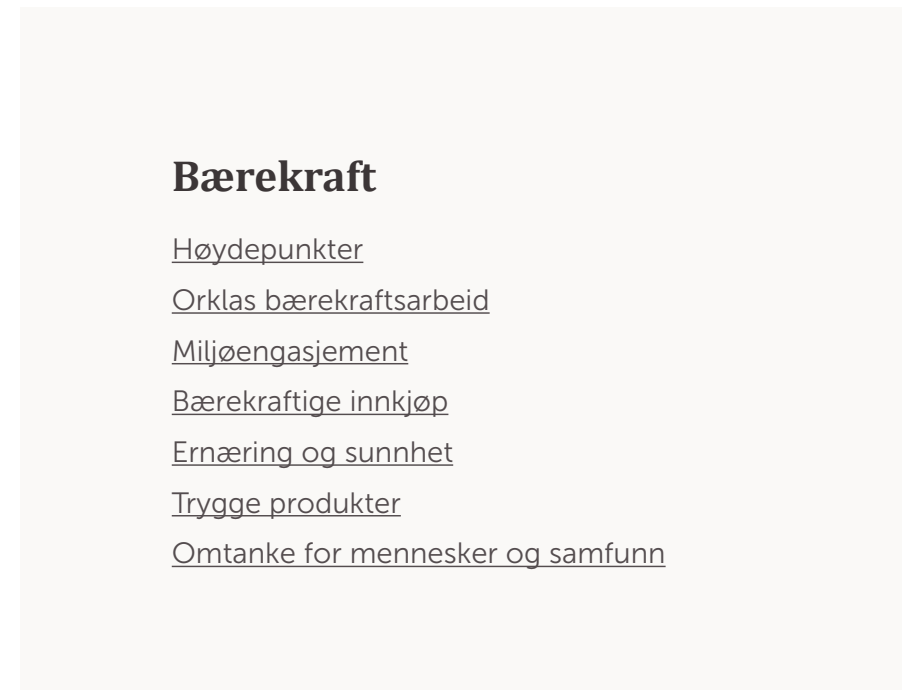 Bærekraft
Høydepunkter
Orklas bærekraftsarbeid
Miljøengasjement
Bærekraftige innkjøp
Ernæring og sunnhet
Trygge produkter
Omtanke for mennesker og samfunn